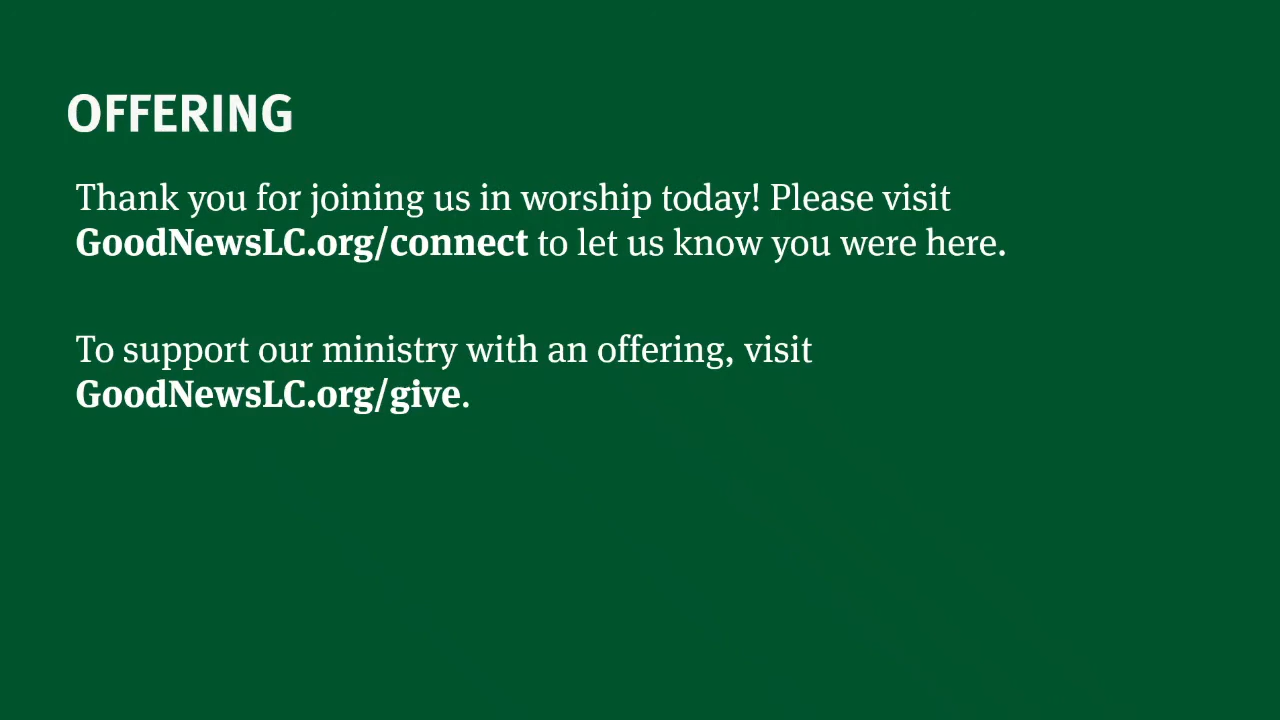 OFFERING
Thank you for joining us in worship today! Please visit
GoodNewsLC.org/connect to let us know you were here.
To support our ministry with an offering, visit
GoodNewsLC.org/give.